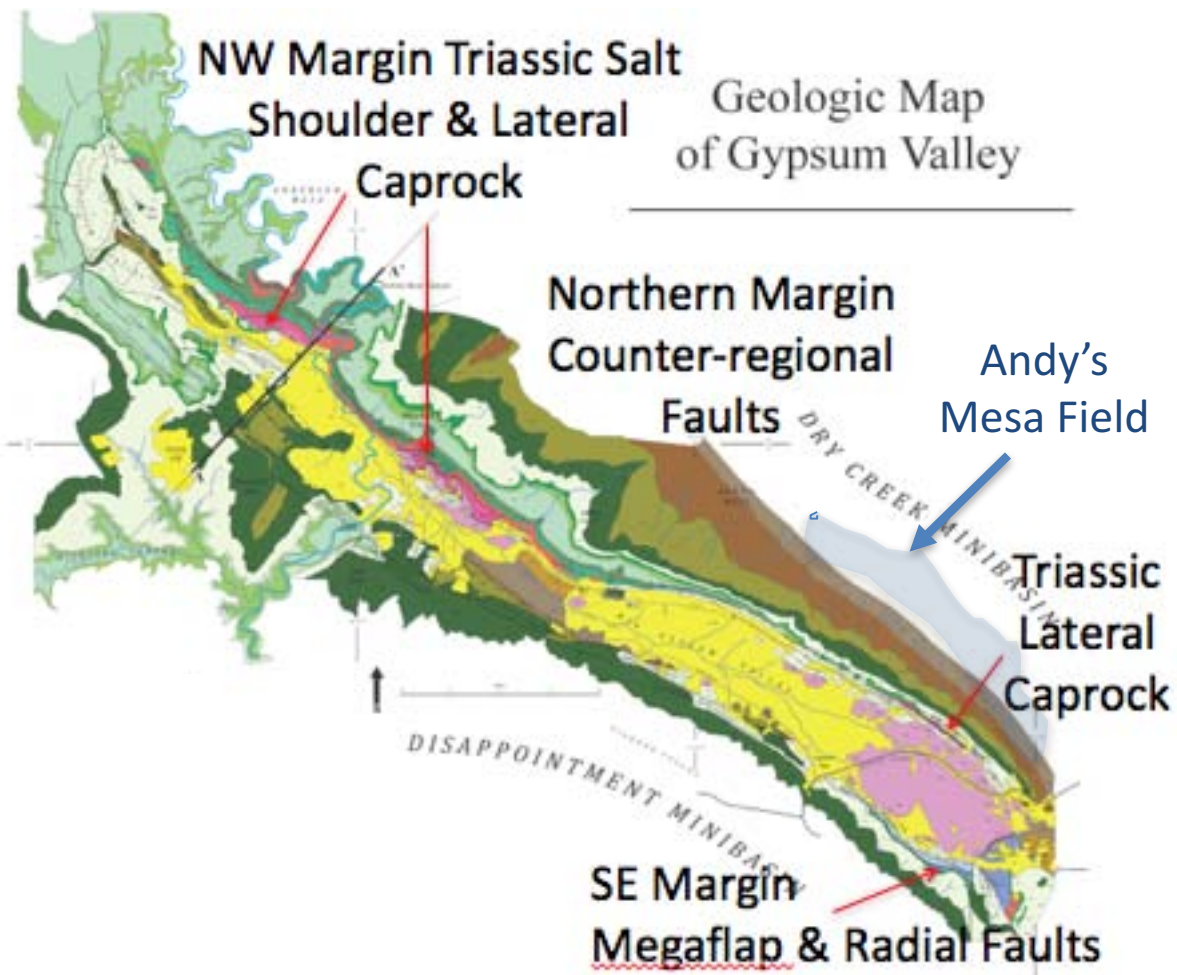 NW Margin Triassic Salt
Shoulder & Lateral
Caprock
Geologic Map
of Gypsum Valley
Northern Margin
Counter-regional
Faults
Andy's
Mesa Field
DRY CREEK MINIBASIN
Triassic
Lateral
Caprock
DISAPPOINTMENT MINIBASIN
SE Margin
Megaflap & Radial Faults